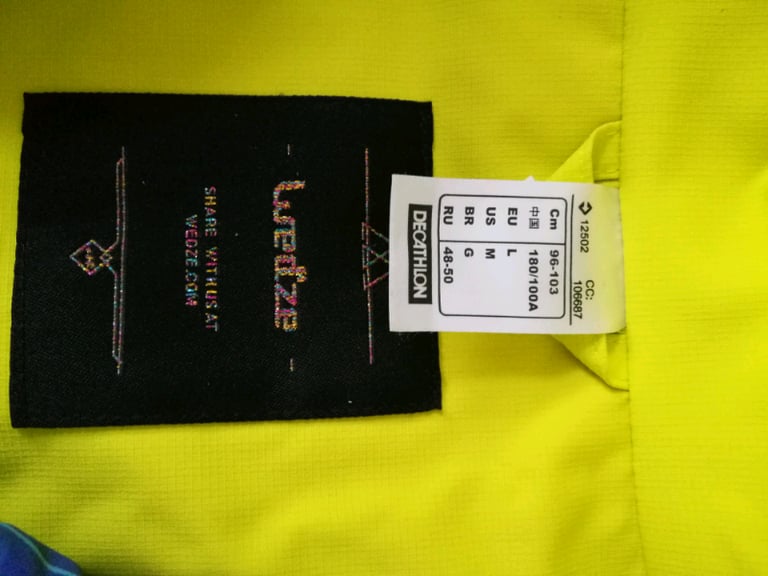 12502
CC:
106687
Cm 96-103
中国 180/100A
EU L
US M
BR G
RU 48-50
DECATHLON
wedze
SHARE WITH US AT
WEDZE.COM